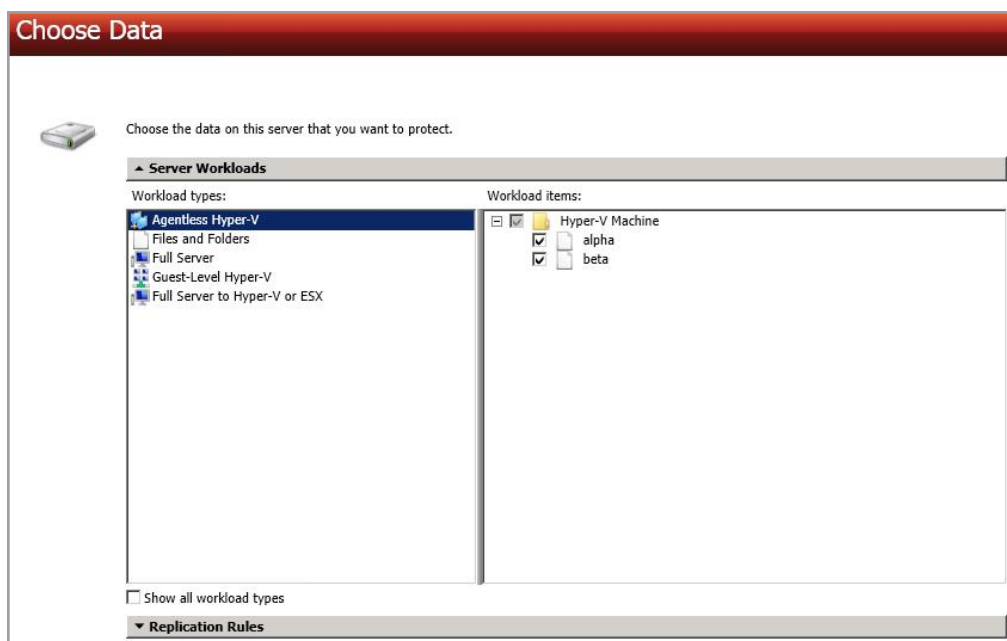 Choose Data
Choose the data on this server that you want to protect.
Server Workloads
Workload types:
Agentless Hyper-V
Files and Folders
Full Server
Guest-Level Hyper-V
Full Server to Hyper-V or ESX
Workload items:
Hyper-V Machine
alpha
beta
Show all workload types
Replication Rules